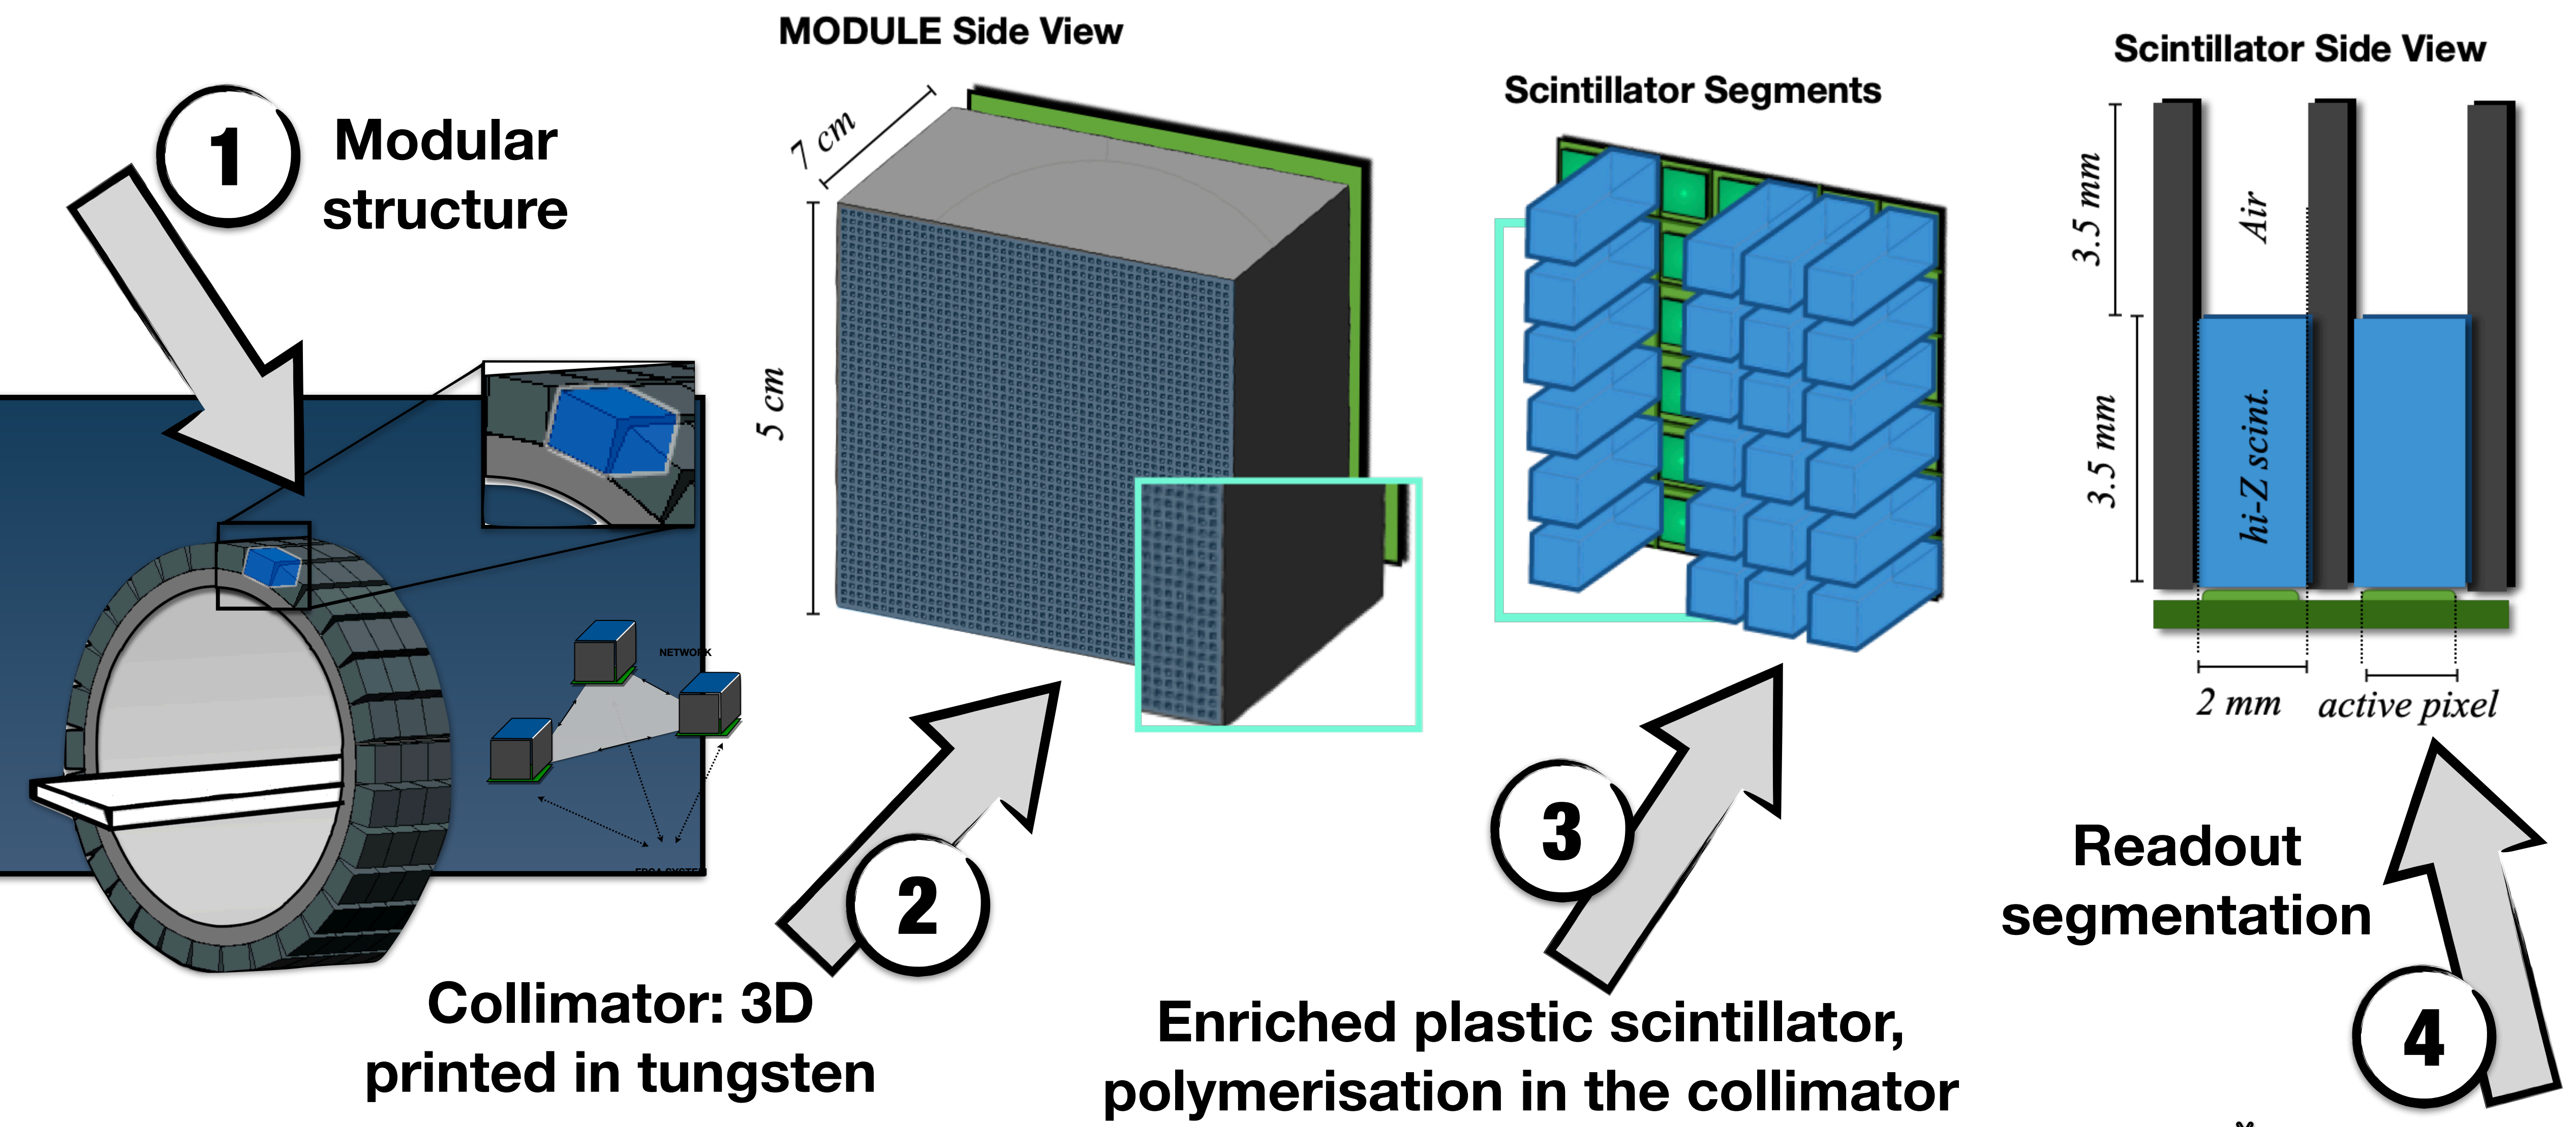 MODULE Side View
Scintillator Side View
Scintillator Segments
1
Modular
structure
7 cm
5 cm
3.5 mm
Air
3.5 mm
hi-Z scint.
NETWORK
2 mm
active pixel
2
3
Readout
segmentation
4
Collimator: 3D
printed in tungsten
Enriched plastic scintillator,
polymerisation in the collimator